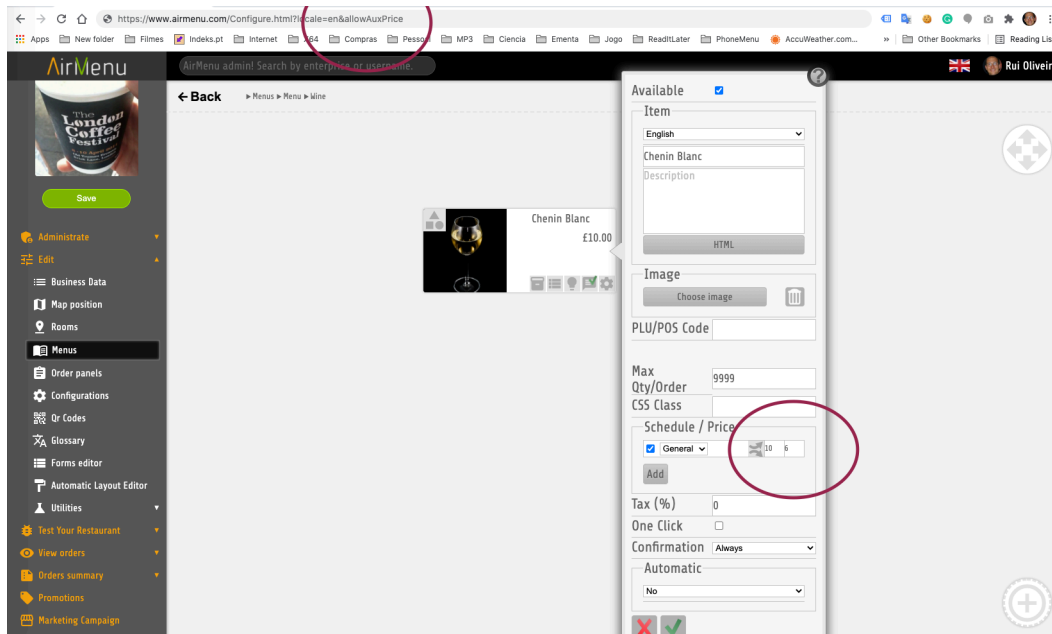 https://www.airmenu.com/Configure.html?locale=en&allowAuxPrice
Apps New folder Filmes Indeks.pt Internet X64 Compras Pessoal MP3 Ciencia Ementa Jogo ReaditLater PhoneMenu AccuWeather.com... » Other Bookmarks Reading Lis
AirMenu
AirMenu admin! Search by enterprice or username.
Rui Oliveir
Back
Menus ▸ Menu ▸ Wine
The
London
Coffee
Festival
Save
Administrate
Edit
Business Data
Map position
Rooms
Menus
Order panels
Configurations
Qr Codes
Glossary
Forms editor
Automatic Layout Editor
Utilities
Test Your Restaurant
View orders
Orders summary
Promotions
Marketing Campaign
Chenin Blanc
£10.00
?
Available
Item
English
Chenin Blanc
Description
HTML
Image
Choose image
PLU/POS Code
Max
Qty/Order 9999
CSS Class
Schedule / Price
General 10 6
Add
Tax (%) 0
One Click
Confirmation Always
Automatic
No